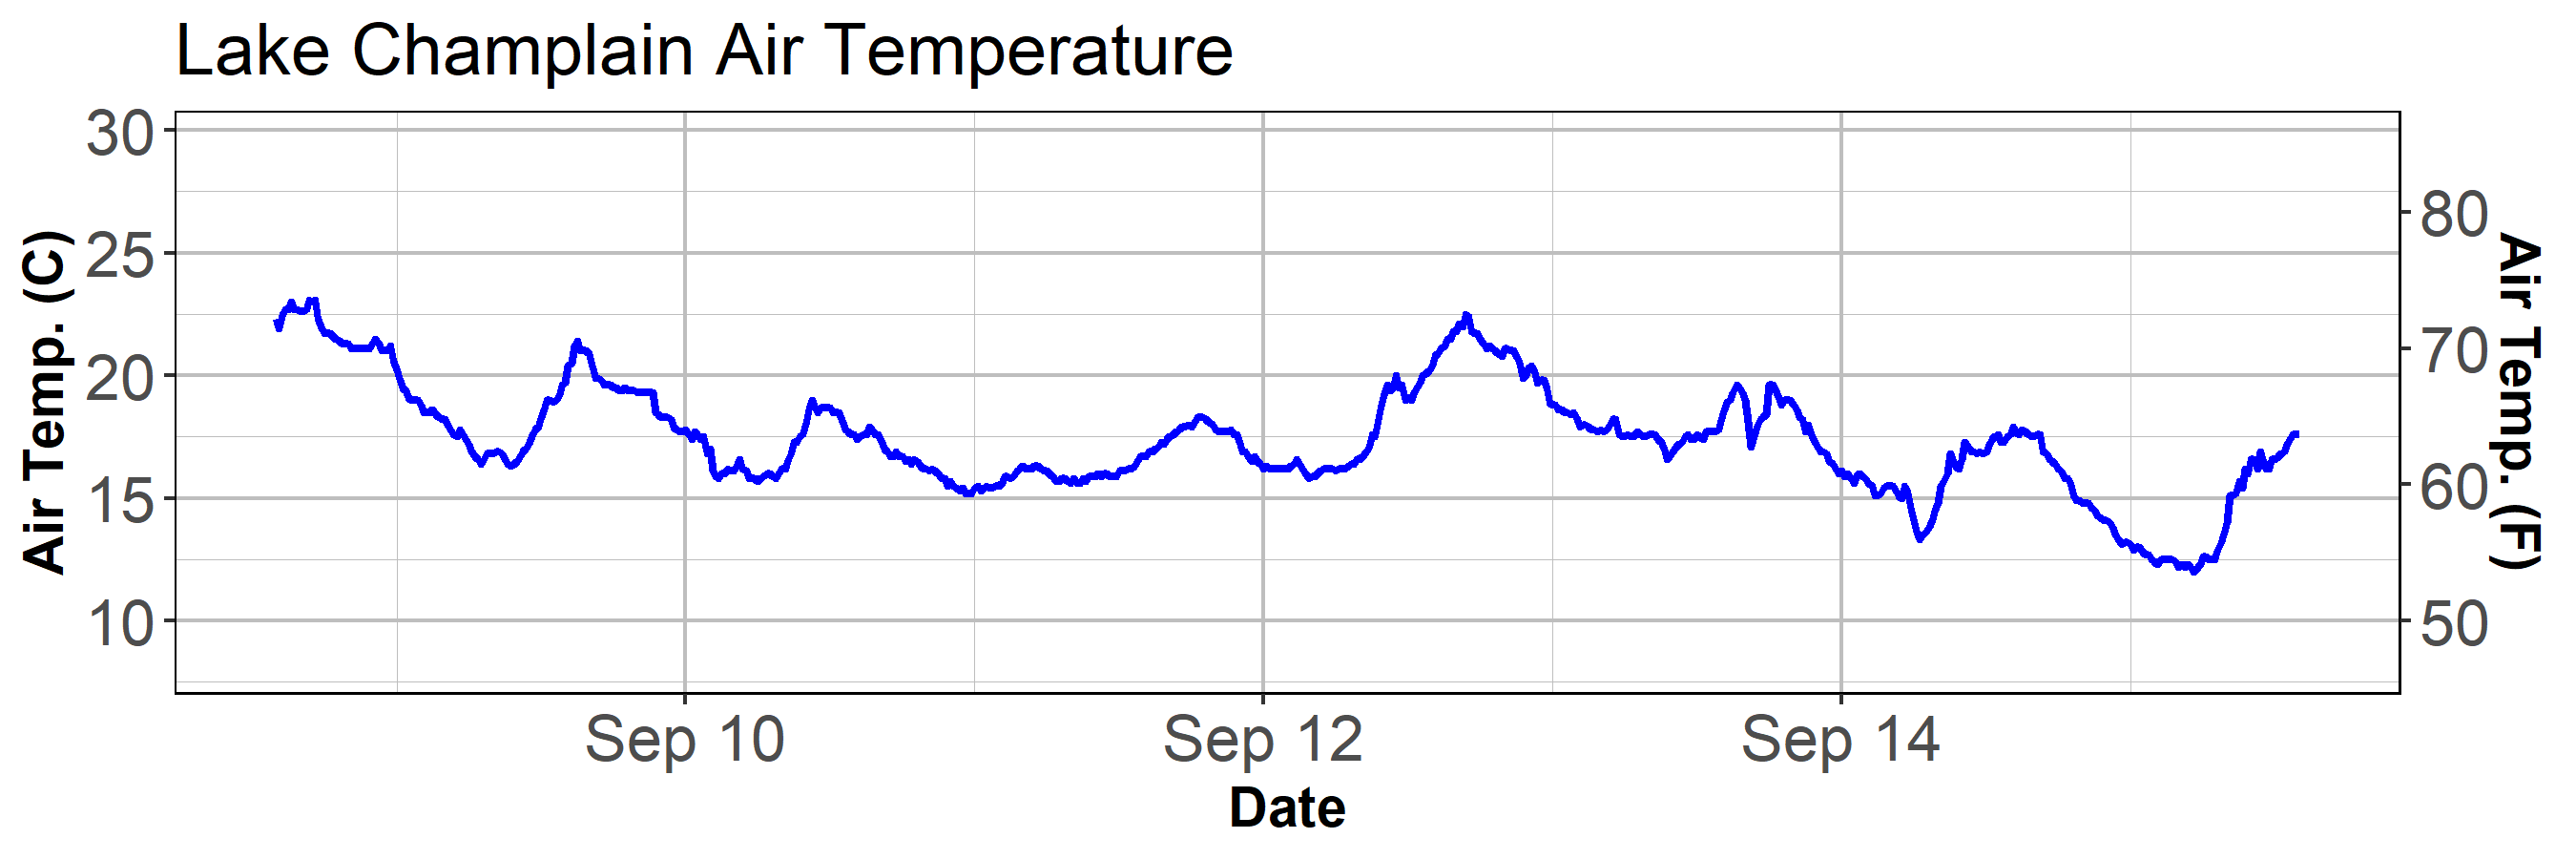 Lake Champlain Air Temperature
30
25
20
15
10
Air Temp. (C)
80
70
60
50
Air Temp. (F)
Sep 10 Sep 12 Sep 14
Date